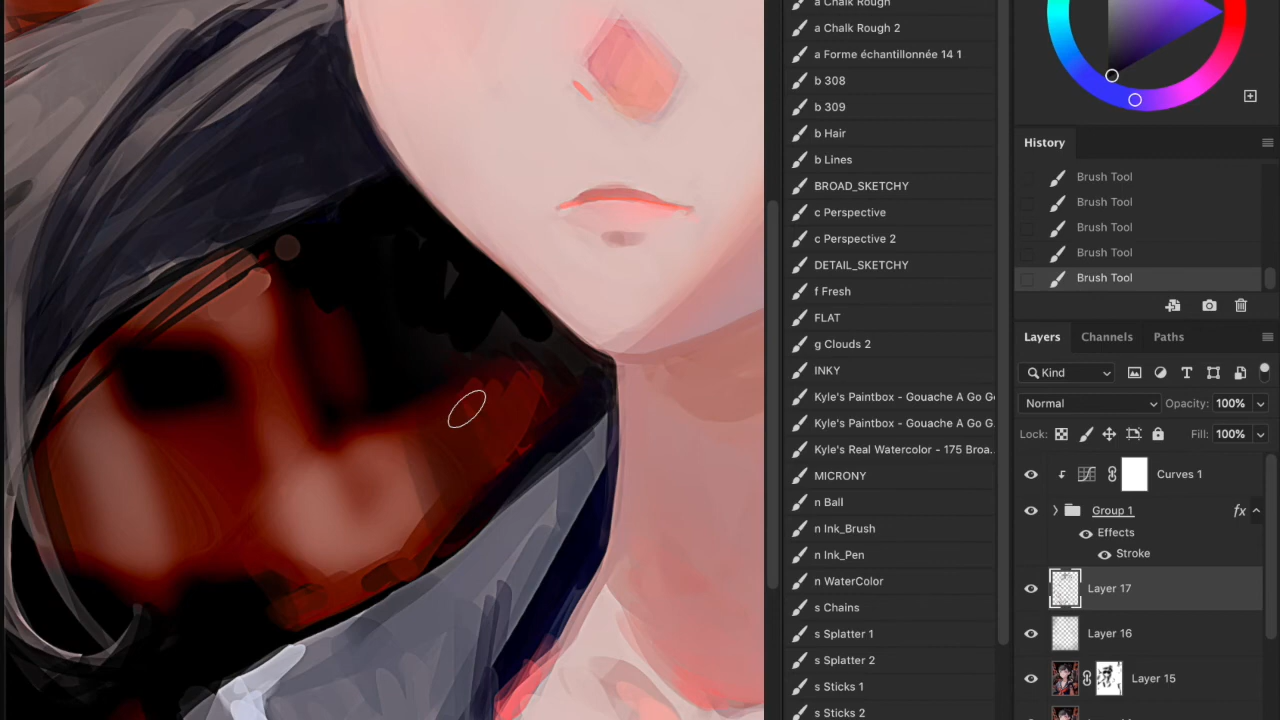 a Chalk Rough
a Chalk Rough 2
a Forme échantillonnée 14 1
b 308
b 309
b Hair
b Lines
BROAD_SKETCHY
c Perspective
c Perspective 2
DETAIL_SKETCHY
f Fresh
FLAT
g Clouds 2
INKY
Kyle's Paintbox - Gouache A Go G
Kyle's Paintbox - Gouache A Go G.
Kyle's Real Watercolor - 175 Broa..
MICRONY
n Ball
n Ink_Brush
n Ink_Pen
n WaterColor
s Chains
s Splatter 1
s Splatter 2
s Sticks 1
s Sticks 2
History
Brush Tool
Brush Tool
Brush Tool
Brush Tool
Brush Tool
Layers Channels Paths
Kind
Normal Opacity: 100%
Lock: Fill: 100%
Curves 1
Group 1 fx
Effects
Stroke
Layer 17
Layer 16
Layer 15